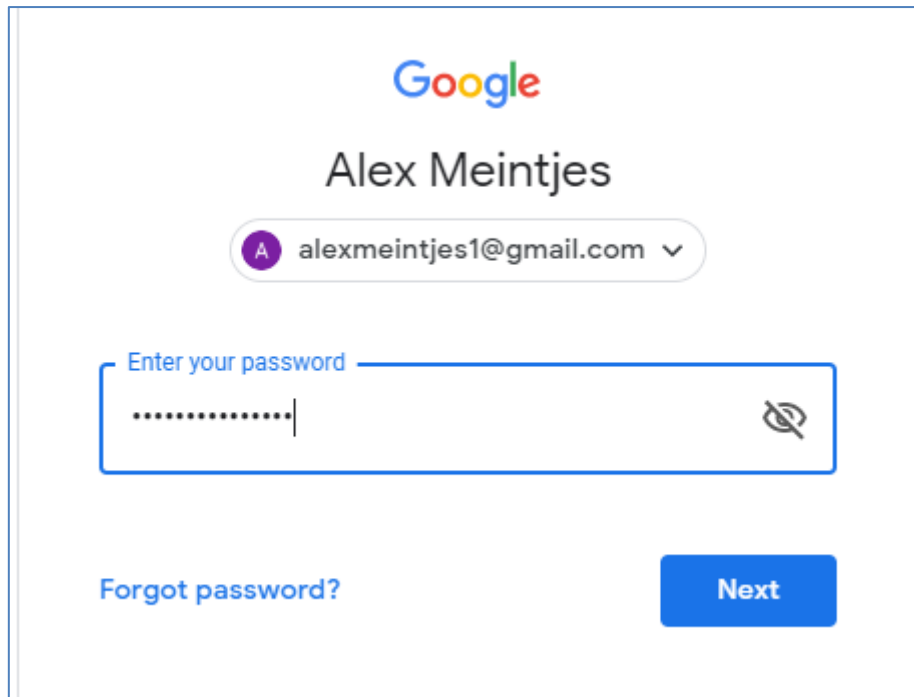 Google
Alex Meintjes
A alexmeintjes1@gmail.com
Enter your password
•••••••••••••••
Forgot password? Next